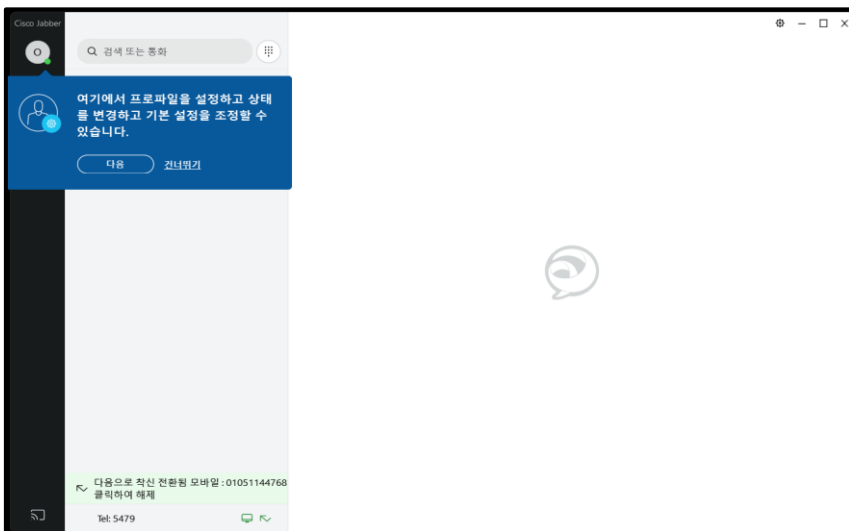 Cisco Jabber
O
검색 또는 통화
여기에서 프로파일을 설정하고 상태
를 변경하고 기본 설정을 조정할 수
있습니다.
다음
건너뛰기
다음으로 착신 전환됨 모바일 : 01051144768
클릭하여 해제
Tel: 5479